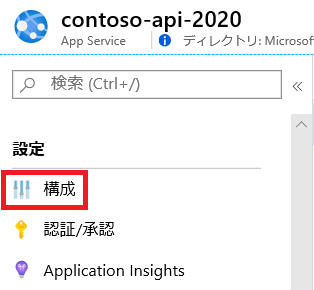 contoso-api-2020
App Service
ディレクトリ: Microsof
検索 (Ctrl+/)
設定
構成
認証/承認
Application Insights